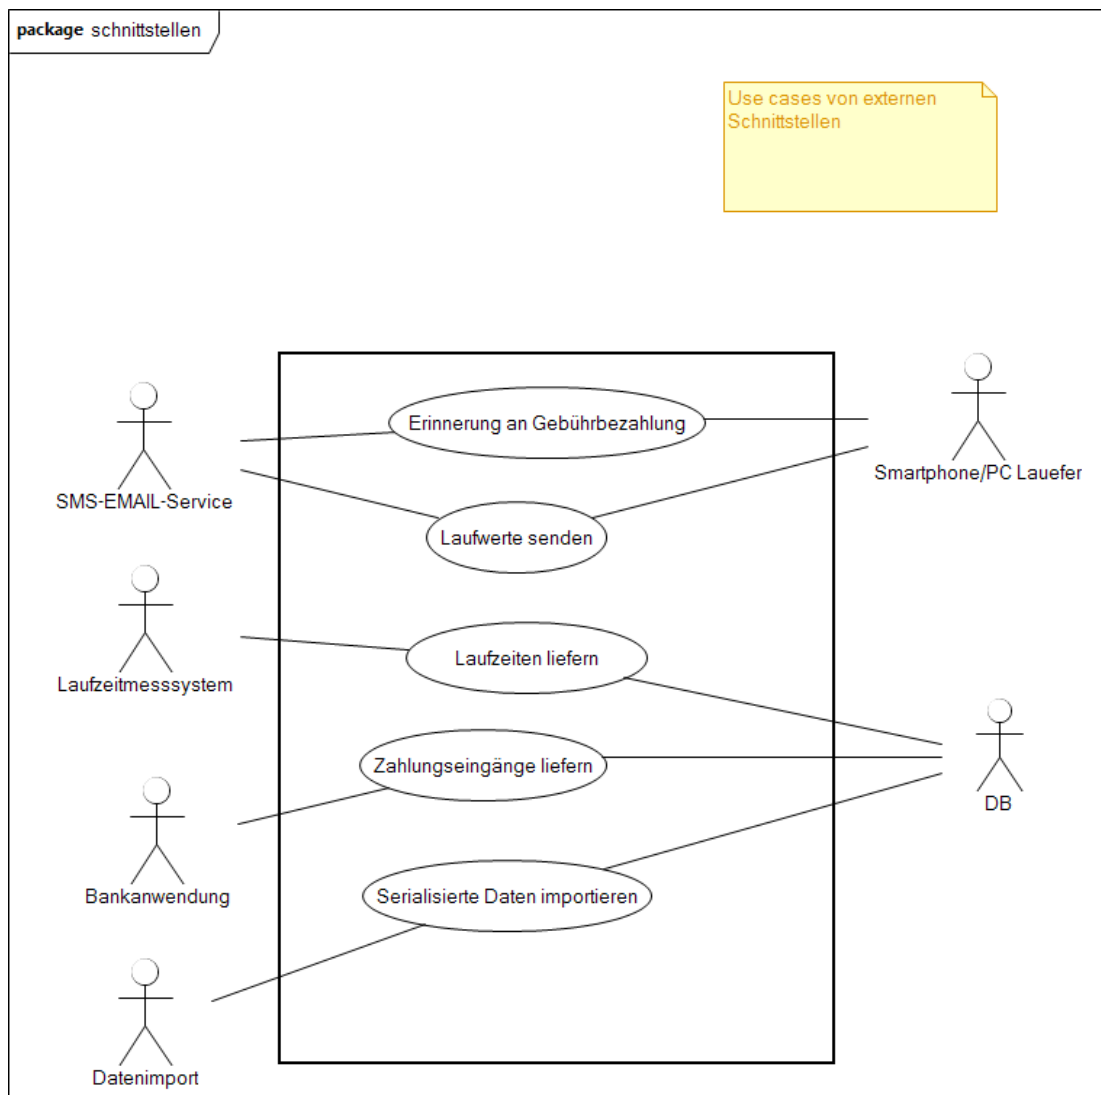 package schnittstellen
Use cases von externen
Schnittstellen
Erinnerung an Gebührbezahlung
Smartphone/PC Lauefer
SMS-EMAIL-Service
Laufwerte senden
Laufzeiten liefern
Laufzeitmesssystem
Zahlungseingänge liefern
DB
Bankanwendung
Serialisierte Daten importieren
Datenimport